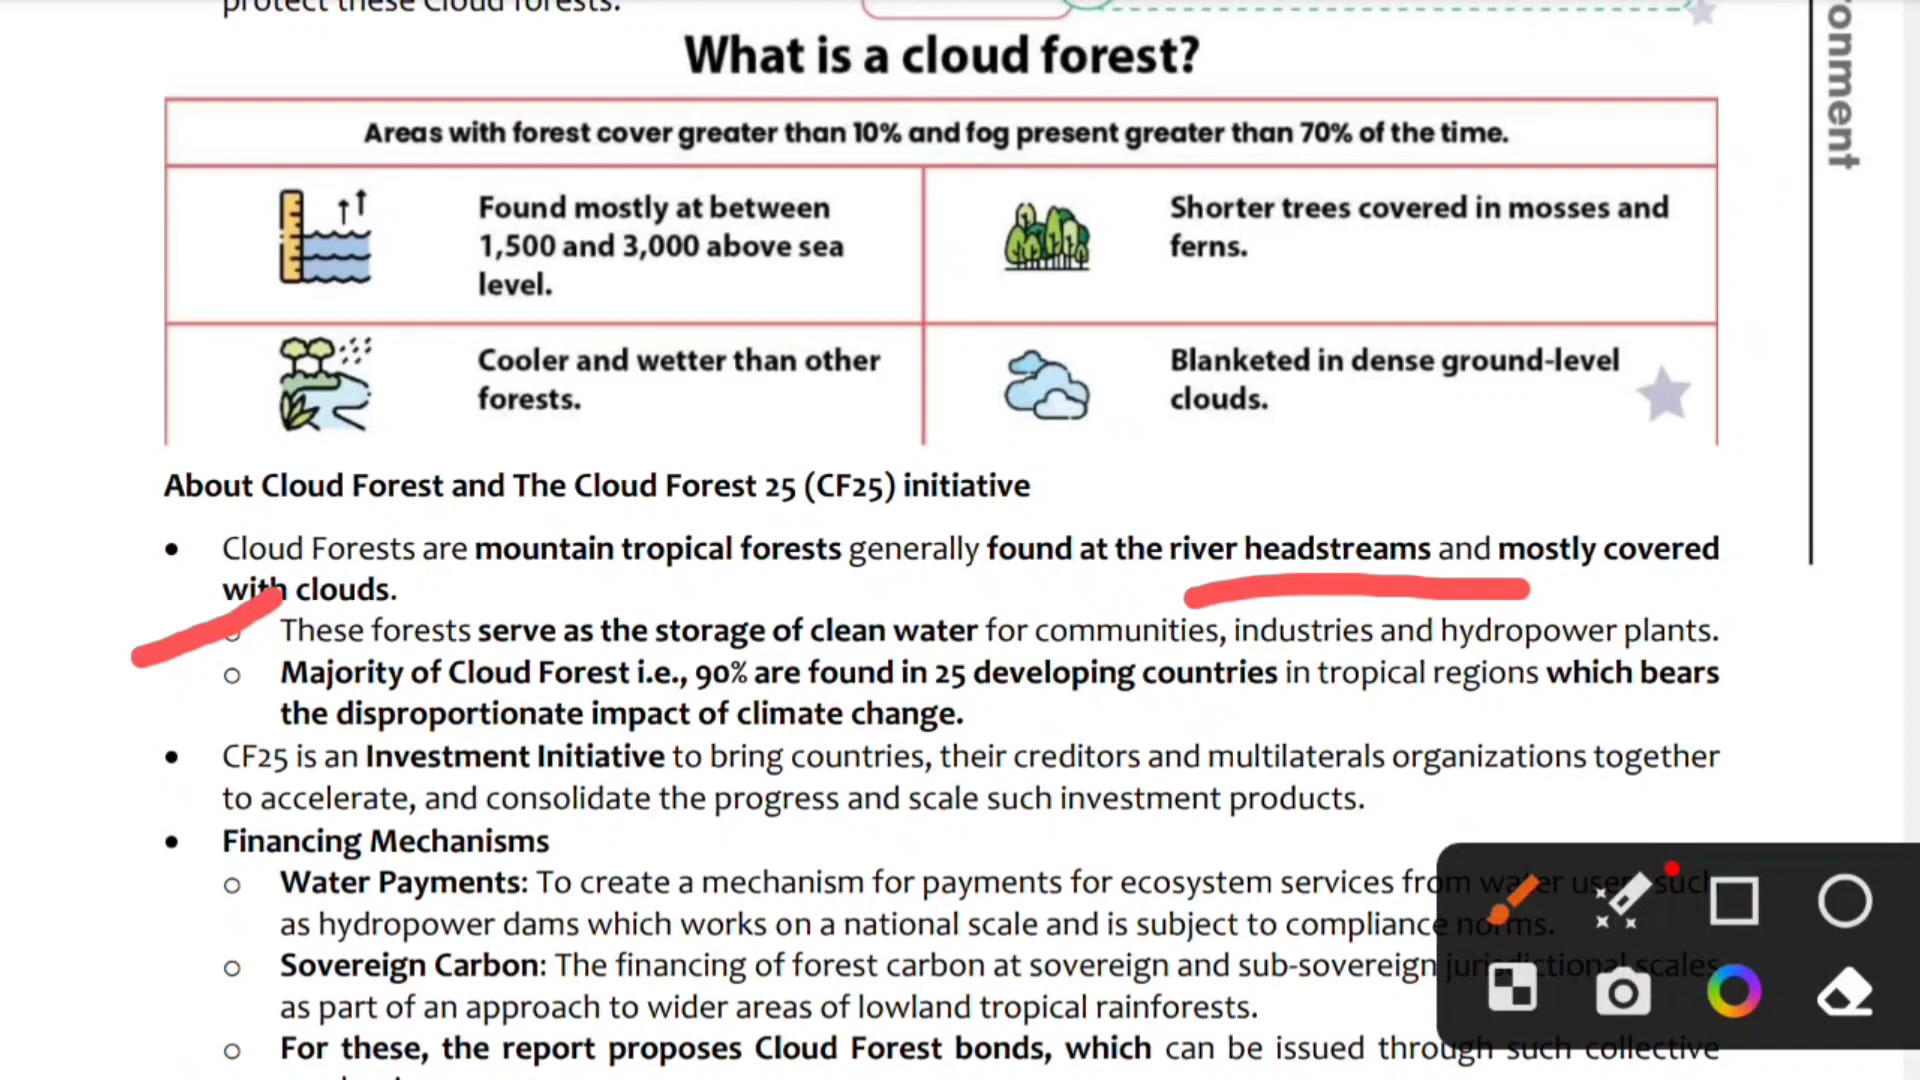 protect these Cloud forests.
What is a cloud forest?
Areas with forest cover greater than 10% and fog present greater than 70% of the time.
Found mostly at between
1,500 and 3,000 above sea
level.
Shorter trees covered in mosses and
ferns.
Cooler and wetter than other
forests.
Blanketed in dense ground-level
clouds.
About Cloud Forest and The Cloud Forest 25 (CF25) initiative
• Cloud Forests are mountain tropical forests generally found at the river headstreams and mostly covered
with clouds.
o These forests serve as the storage of clean water for communities, industries and hydropower plants.
o Majority of Cloud Forest i.e., 90% are found in 25 developing countries in tropical regions which bears
the disproportionate impact of climate change.
• CF25 is an Investment Initiative to bring countries, their creditors and multilaterals organizations together
to accelerate, and consolidate the progress and scale such investment products.
• Financing Mechanisms
o Water Payments: To create a mechanism for payments for ecosystem services from water users such
as hydropower dams which works on a national scale and is subject to compliance norms.
o Sovereign Carbon: The financing of forest carbon at sovereign and sub-sovereign jurisdictional scales
as part of an approach to wider areas of lowland tropical rainforests.
o For these, the report proposes Cloud Forest bonds, which can be issued through such collective
onment